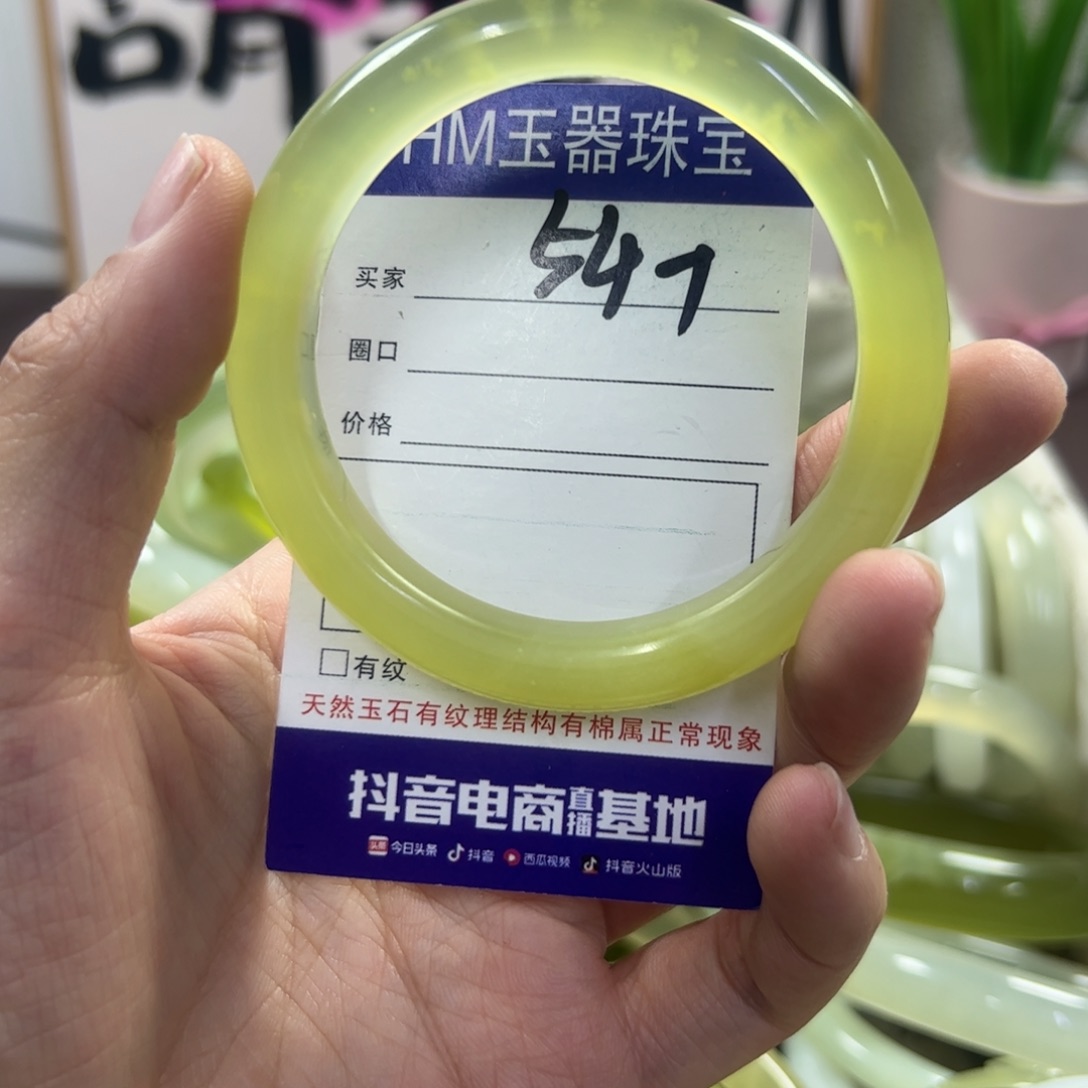 HM玉器珠宝
买家 547
圈口
价格
有纹
天然玉石有纹理结构有棉属正常现象
抖音电商直播基地
头条 今日头条 抖音 西瓜视频 抖音火山版